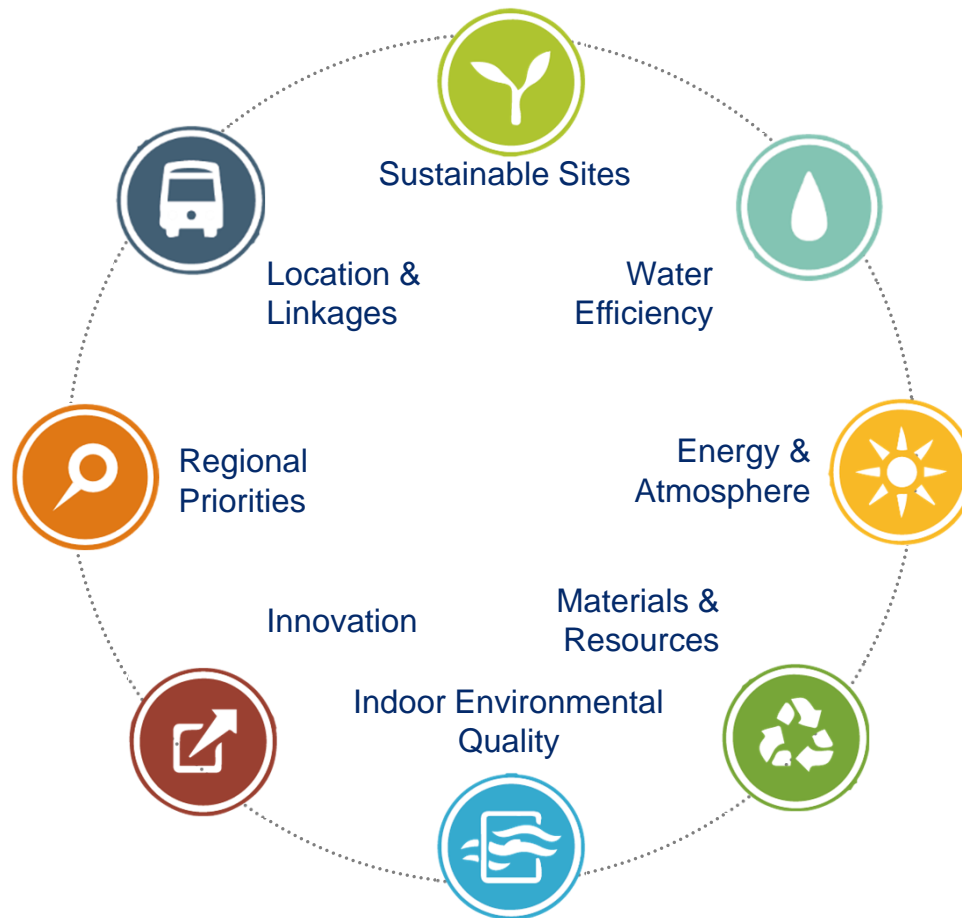 Sustainable Sites
Location &
Linkages
Water
Efficiency
Regional
Priorities
Energy &
Atmosphere
Innovation
Materials &
Resources
Indoor Environmental
Quality